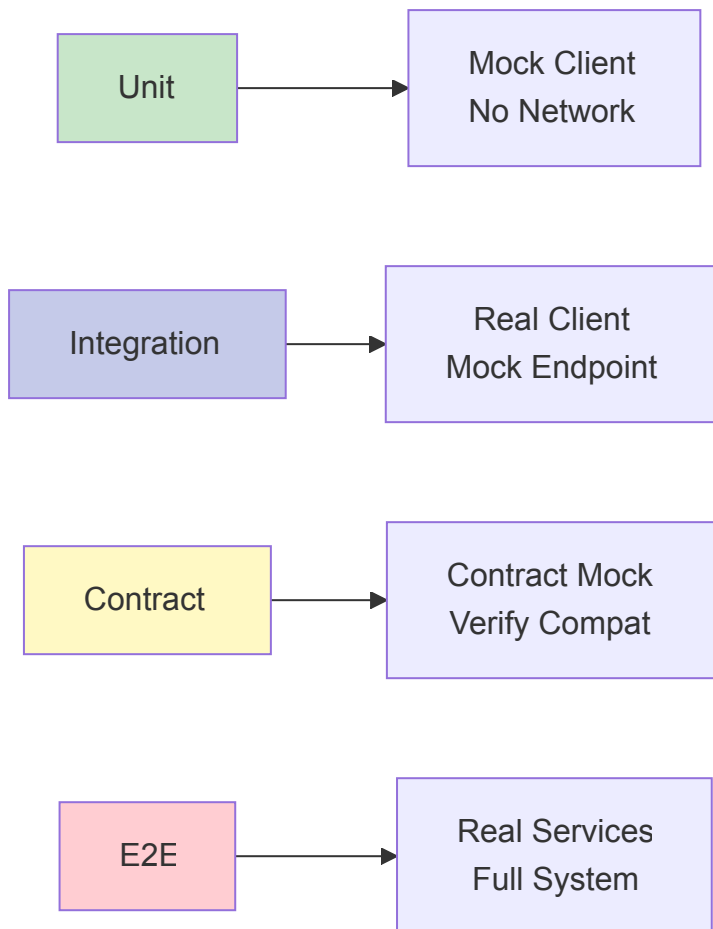 Unit
Mock Client
No Network
Integration
Real Client
Mock Endpoint
Contract
Contract Mock
Verify Compat
E2E
Real Services
Full System